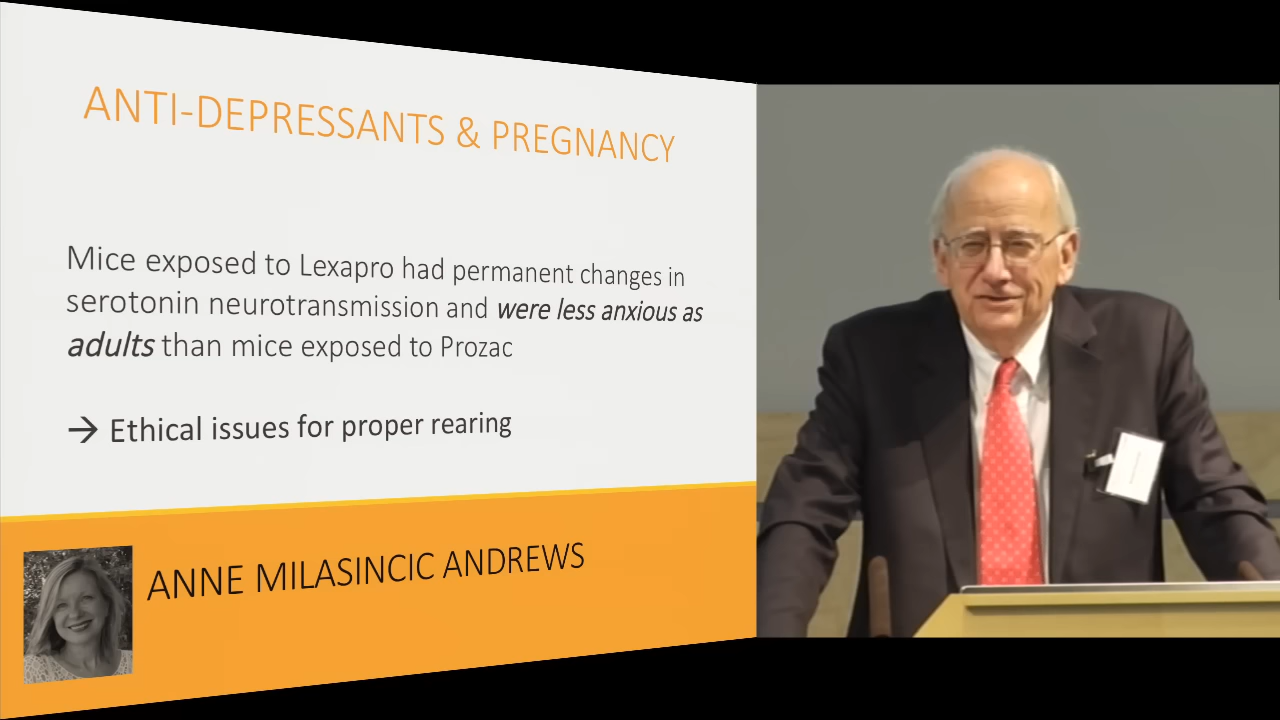 ANTI-DEPRESSANTS & PREGNANCY
Mice exposed to Lexapro had permanent changes in
serotonin neurotransmission and were less anxious as
adults than mice exposed to Prozac
→ Ethical issues for proper rearing
ANNE MILASINCIC ANDREWS